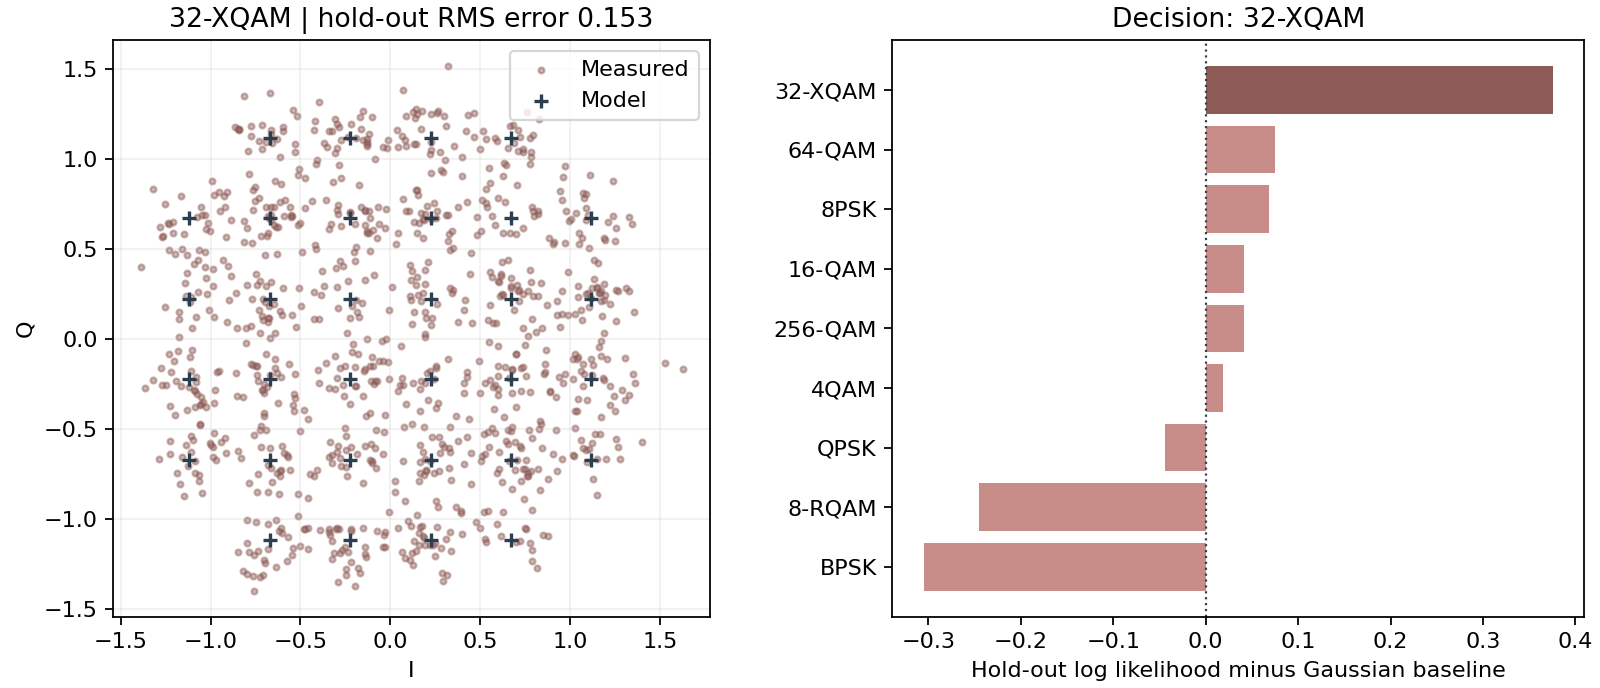 32-XQAM | hold-out RMS error 0.153
Measured
Model
1.5
1.0
0.5
0.0
−0.5
−1.0
−1.5
Q
−1.5
−1.0
−0.5
0.0
0.5
1.0
1.5
I
Decision: 32-XQAM
32-XQAM
64-QAM
8PSK
16-QAM
256-QAM
4QAM
QPSK
8-RQAM
BPSK
−0.3
−0.2
−0.1
0.0
0.1
0.2
0.3
0.4
Hold-out log likelihood minus Gaussian baseline